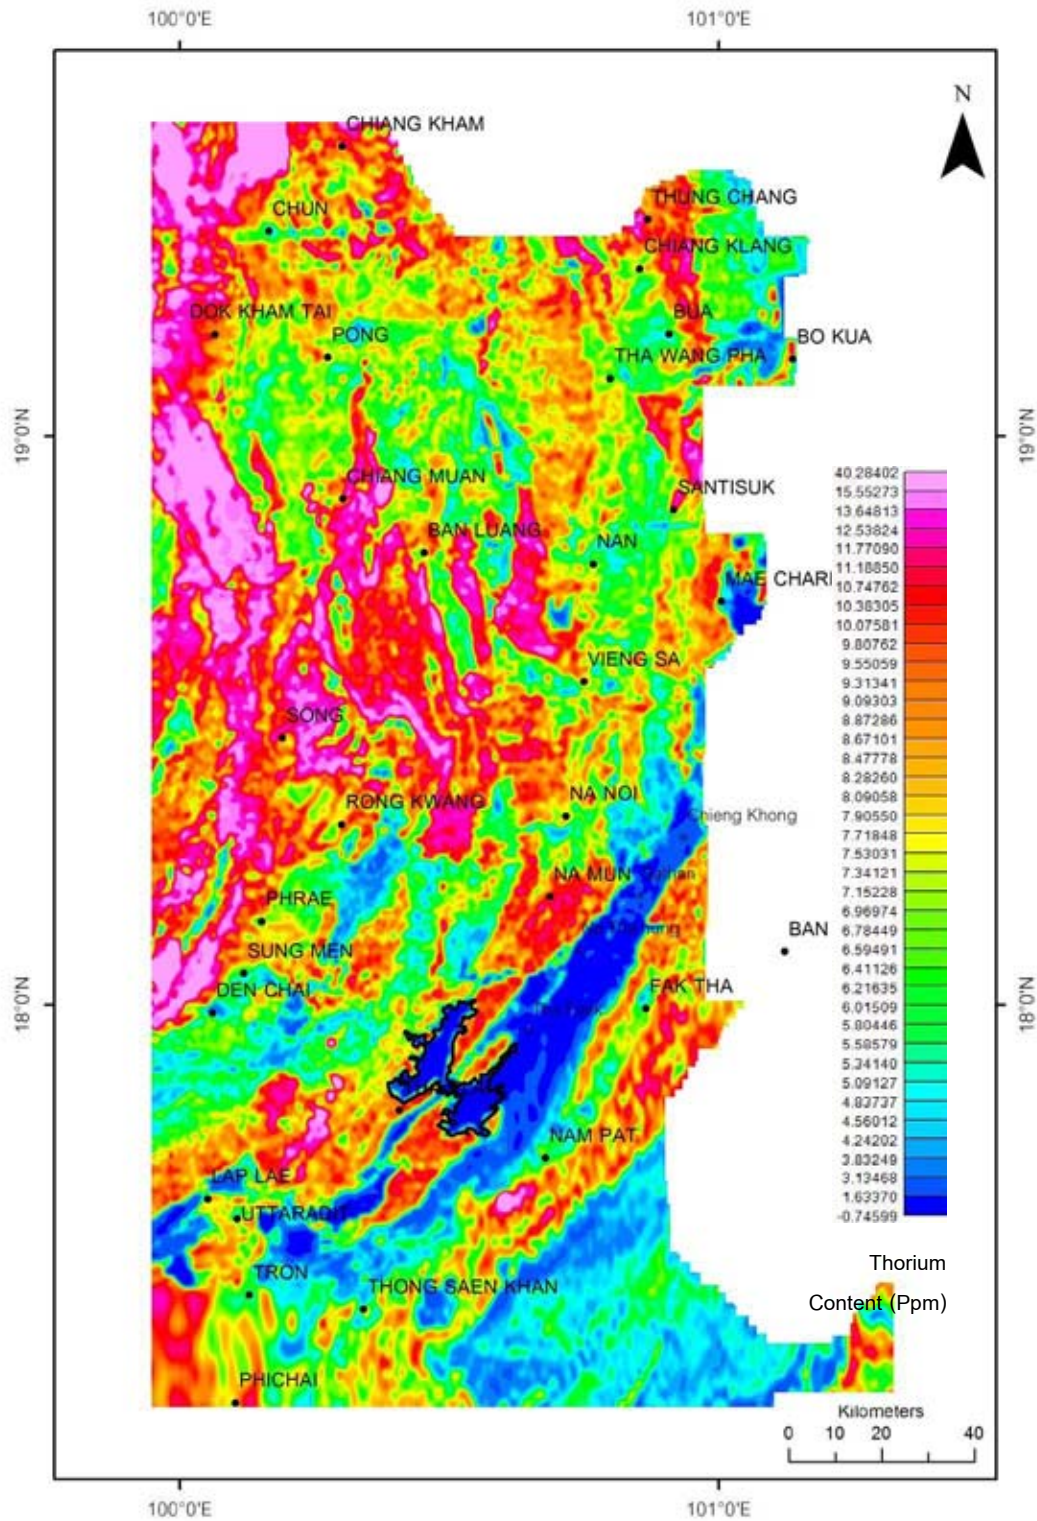 100°0'E
101°0'E
N
CHIANG KHAM
THUNG CHANG
CHUN
CHIANG KLANG
DOK KHAM TAI
BUA
PONG
BO KUA
THA WANG PHA
19°0'N
19°0'N
CHIANG MUAN
SANTISUK
BAN LUANG
NAN
MAE CHARI
VIENG SA
SONG
RONG KWANG
NA NOI
Chieng Khong
NA MUN
PHRAE
BAN
SUNG MEN
DEN CHAI
FAK THA
18°0'N
18°0'N
NAM PAT
LAP LAE
UTTARADIT
TRON
THONG SAEN KHAN
PHICHAI
40.28402
15.55273
13.64813
12.53824
11.77090
11.18850
10.74762
10.38305
10.07581
9.80762
9.55059
9.31341
9.09303
8.87286
8.67101
8.47778
8.28260
8.09058
7.90550
7.71848
7.53031
7.34121
7.15228
6.96974
6.78449
6.59491
6.41126
6.21635
6.01509
5.80446
5.58579
5.34140
5.09127
4.83737
4.56012
4.24202
3.83249
3.13468
1.63370
-0.74599
Thorium
Content (Ppm)
Kilometers
0 10 20 40
100°0'E
101°0'E